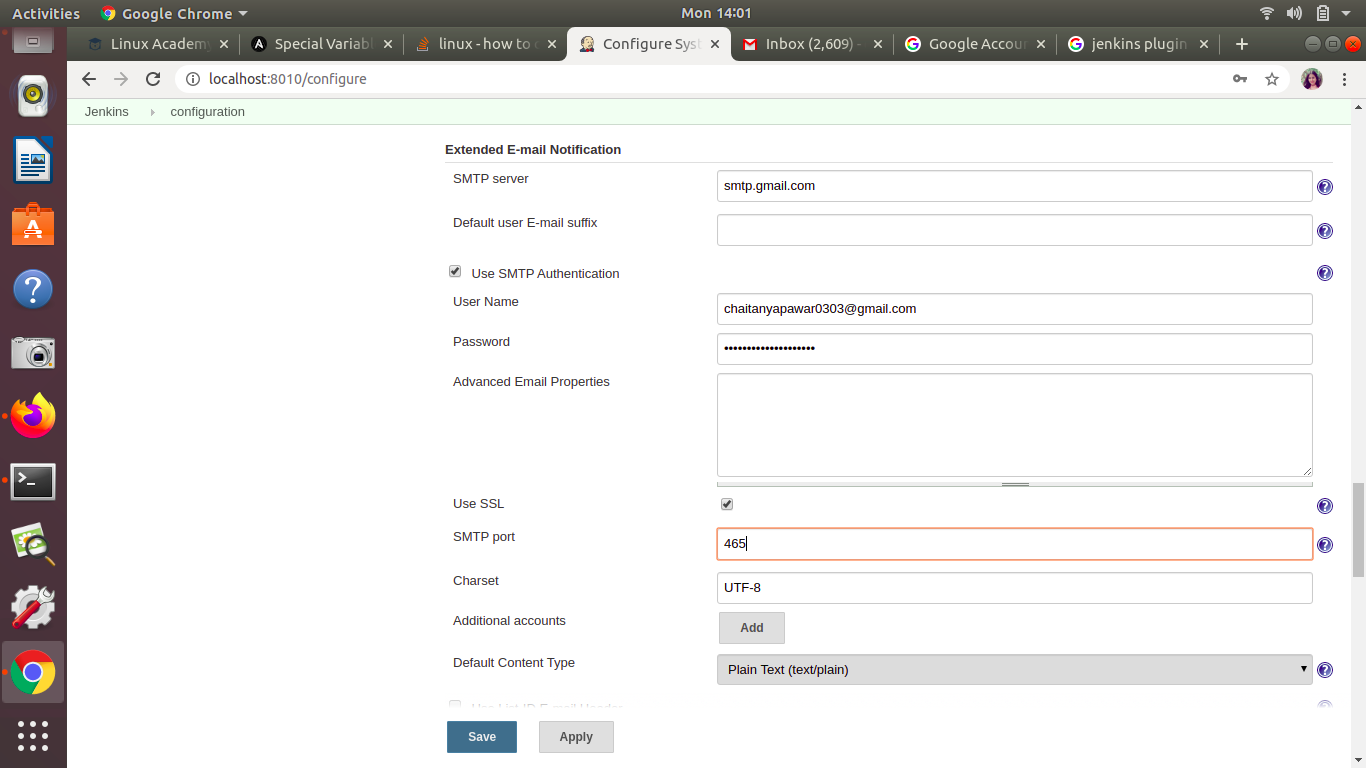 Activities Google Chrome Mon 14:01
Linux Academ Special Variabl linux - how to c Configure Sys Inbox (2,609) - Google Accou jenkins plugin
localhost:8010/configure
Jenkins configuration
Extended E-mail Notification
SMTP server smtp.gmail.com
Default user E-mail suffix
Use SMTP Authentication
User Name chaitanyapawar0303@gmail.com
Password ••••••••••••••••••••
Advanced Email Properties
Use SSL
SMTP port 465
Charset UTF-8
Additional accounts Add
Default Content Type Plain Text (text/plain)
Save Apply